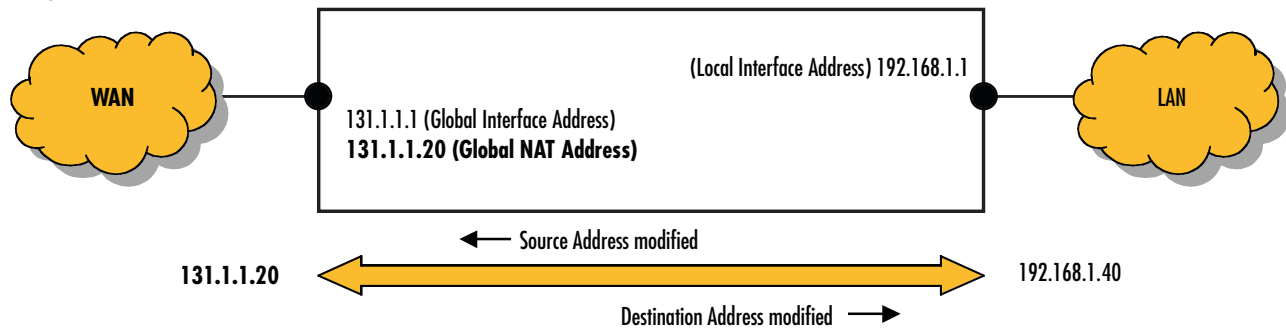 WAN
(Local Interface Address) 192.168.1.1
LAN
131.1.1.1 (Global Interface Address)
131.1.1.20 (Global NAT Address)
Source Address modified
131.1.1.20
192.168.1.40
Destination Address modified